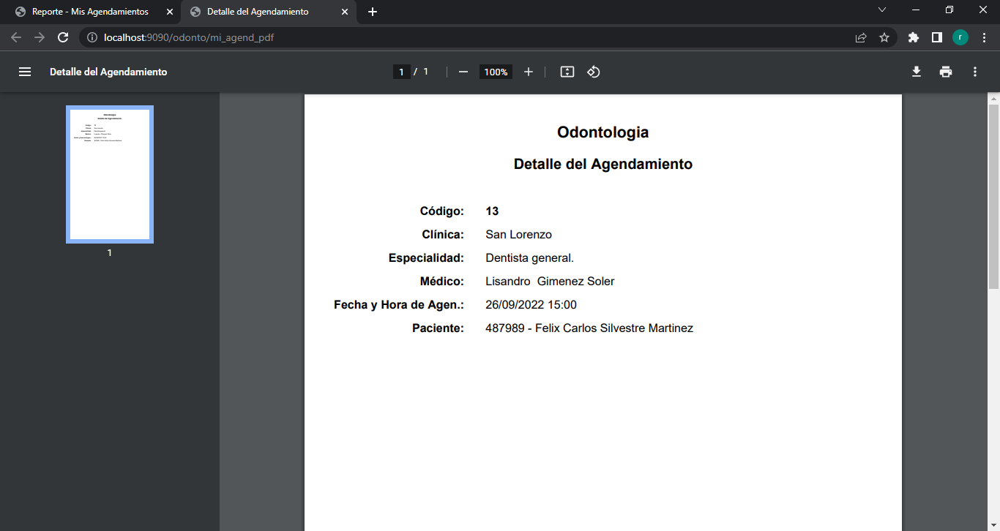 Reporte - Mis Agendamientos
Detalle del Agendamiento
localhost:9090/odonto/mi_agend_pdf
r
Detalle del Agendamiento
1 / 1
100%
1
Odontologia
Detalle del Agendamiento
Código: 13
Clínica: San Lorenzo
Especialidad: Dentista general.
Médico: Lisandro  Gimenez Soler
Fecha y Hora de Agen.: 26/09/2022 15:00
Paciente: 487989 - Felix Carlos Silvestre Martinez